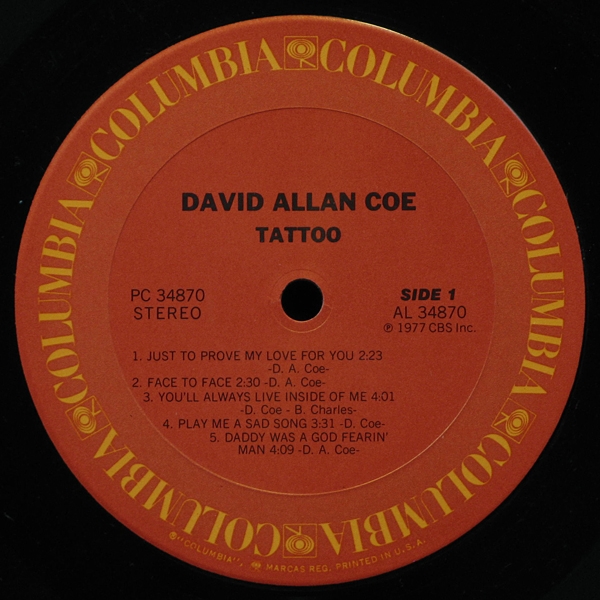 COLUMBIA COLUMBIA COLUMBIA COLUMBIA COLUMBIA COLUMBIA
DAVID ALLAN COE
TATTOO
PC 34870
STEREO
SIDE 1
AL 34870
℗ 1977 CBS Inc.
1. JUST TO PROVE MY LOVE FOR YOU 2:23
-D. A. Coe-
2. FACE TO FACE 2:30 -D. A. Coe-
3. YOU'LL ALWAYS LIVE INSIDE OF ME 4:01
-D. Coe - B. Charles-
4. PLAY ME A SAD SONG 3:31 -D. Coe-
5. DADDY WAS A GOD FEARIN'
MAN 4:09 -D. A. Coe-
®"COLUMBIA", MARCAS REG. PRINTED IN U.S.A.